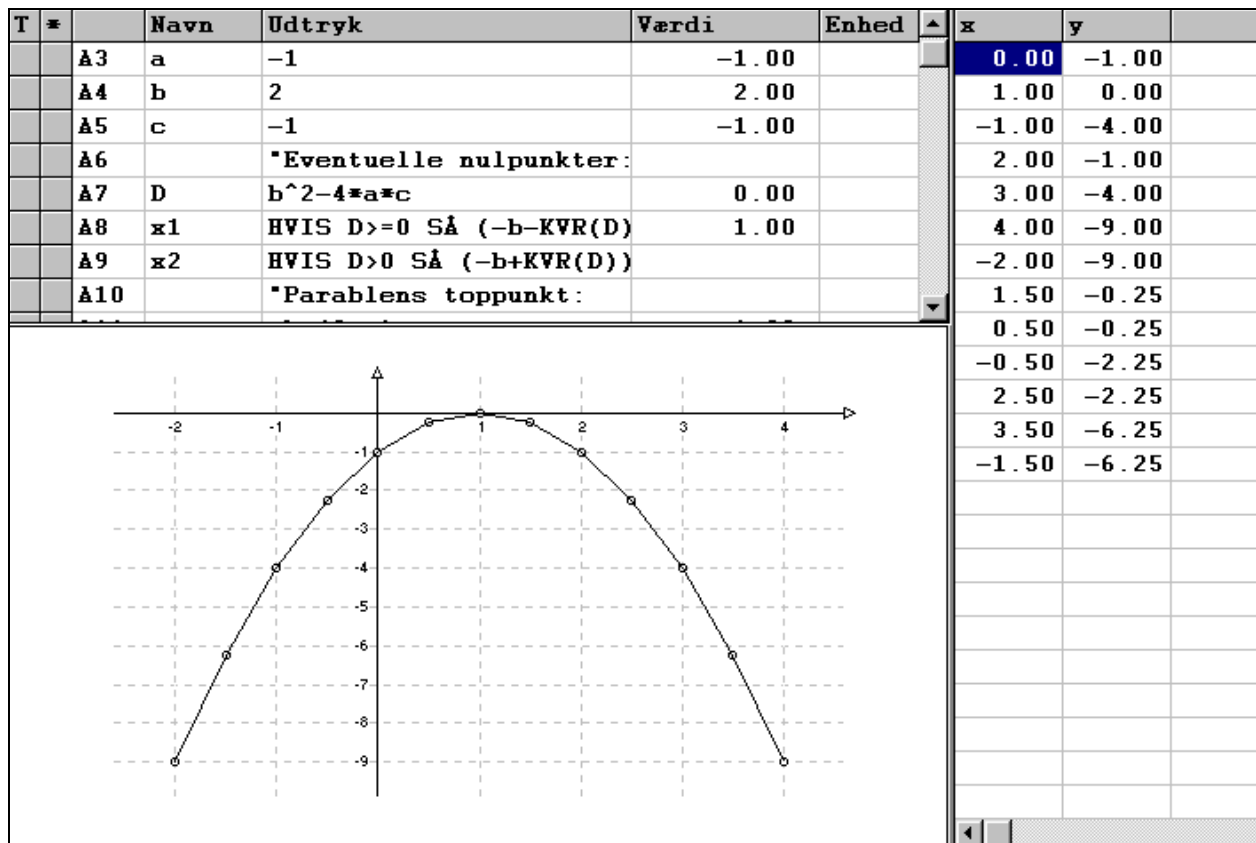 T * Navn Udtryk Værdi Enhed
A3 a −1 −1.00
A4 b 2 2.00
A5 c −1 −1.00
A6 "Eventuelle nulpunkter:
A7 D b^2−4*a*c 0.00
A8 x1 HVIS D>=0 SÅ (−b−KVR(D) 1.00
A9 x2 HVIS D>0 SÅ (−b+KVR(D))
A10 "Parablens toppunkt:
x y
0.00 −1.00
1.00 0.00
−1.00 −4.00
2.00 −1.00
3.00 −4.00
4.00 −9.00
−2.00 −9.00
1.50 −0.25
0.50 −0.25
−0.50 −2.25
2.50 −2.25
3.50 −6.25
−1.50 −6.25
-2 -1 1 2 3 4
-1
-2
-3
-4
-5
-6
-7
-8
-9